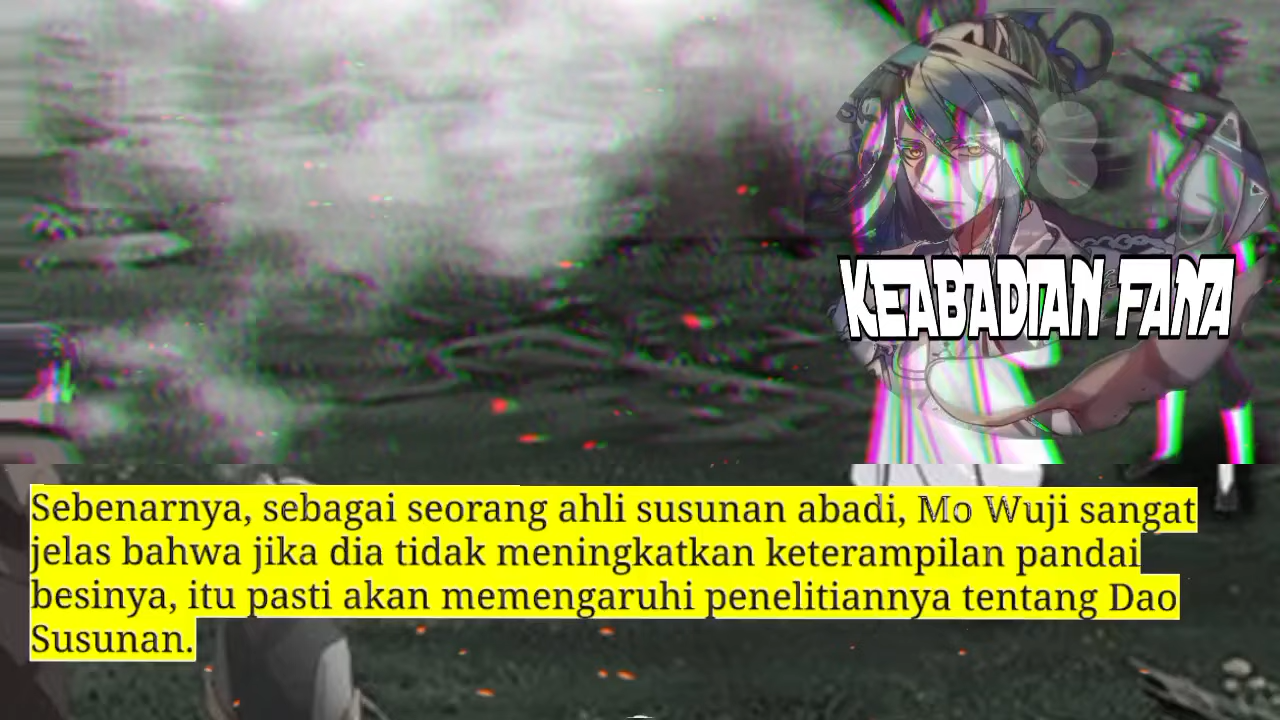 KEABADIAN FANA
Sebenarnya, sebagai seorang ahli susunan abadi, Mo Wuji sangat
jelas bahwa jika dia tidak meningkatkan keterampilan pandai
besinya, itu pasti akan memengaruhi penelitiannya tentang Dao
Susunan.